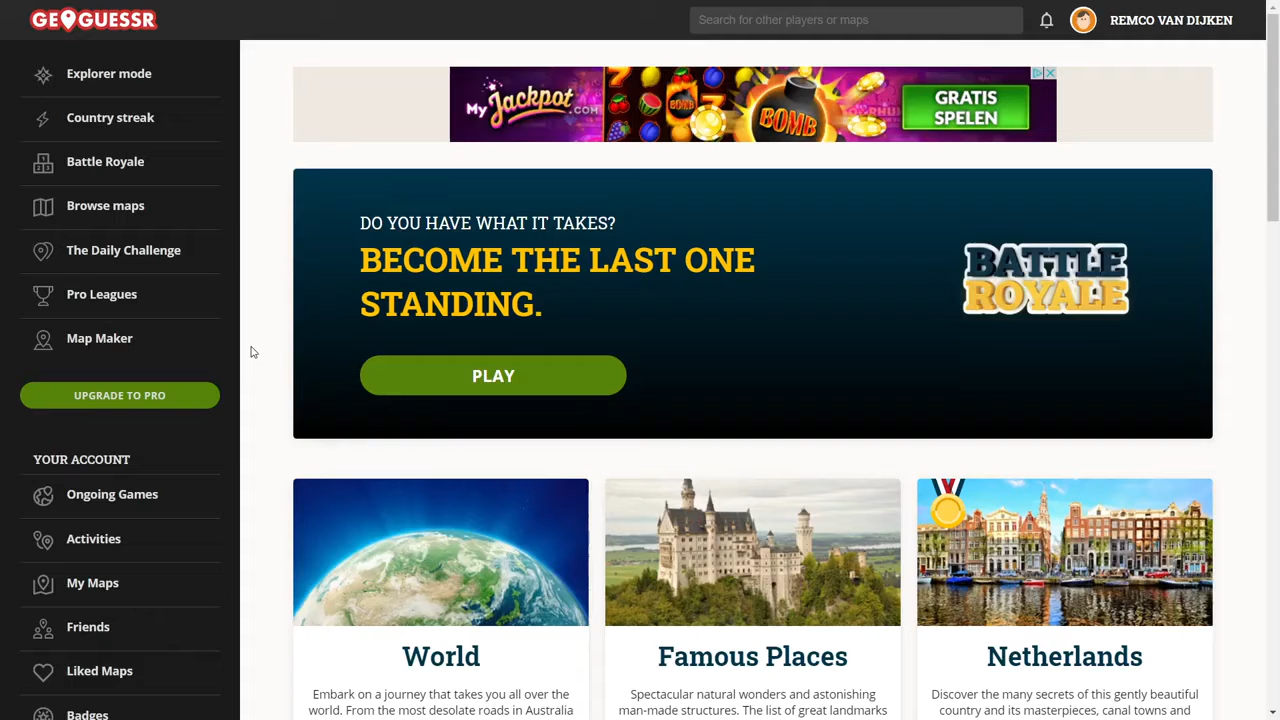 GEOGUESSR
Search for other players or maps
REMCO VAN DIJKEN
Explorer mode
Country streak
Battle Royale
Browse maps
The Daily Challenge
Pro Leagues
Map Maker
UPGRADE TO PRO
YOUR ACCOUNT
Ongoing Games
Activities
My Maps
Friends
Liked Maps
Badges
MyJackpot.com
BOMB
BOMB
GRATIS
SPELEN
DO YOU HAVE WHAT IT TAKES?
BECOME THE LAST ONE
STANDING.
PLAY
BATTLE
ROYALE
World
Embark on a journey that takes you all over the
world. From the most desolate roads in Australia
Famous Places
Spectacular natural wonders and astonishing
man-made structures. The list of great landmarks
Netherlands
Discover the many secrets of this gently beautiful
country and its masterpieces, canal towns and